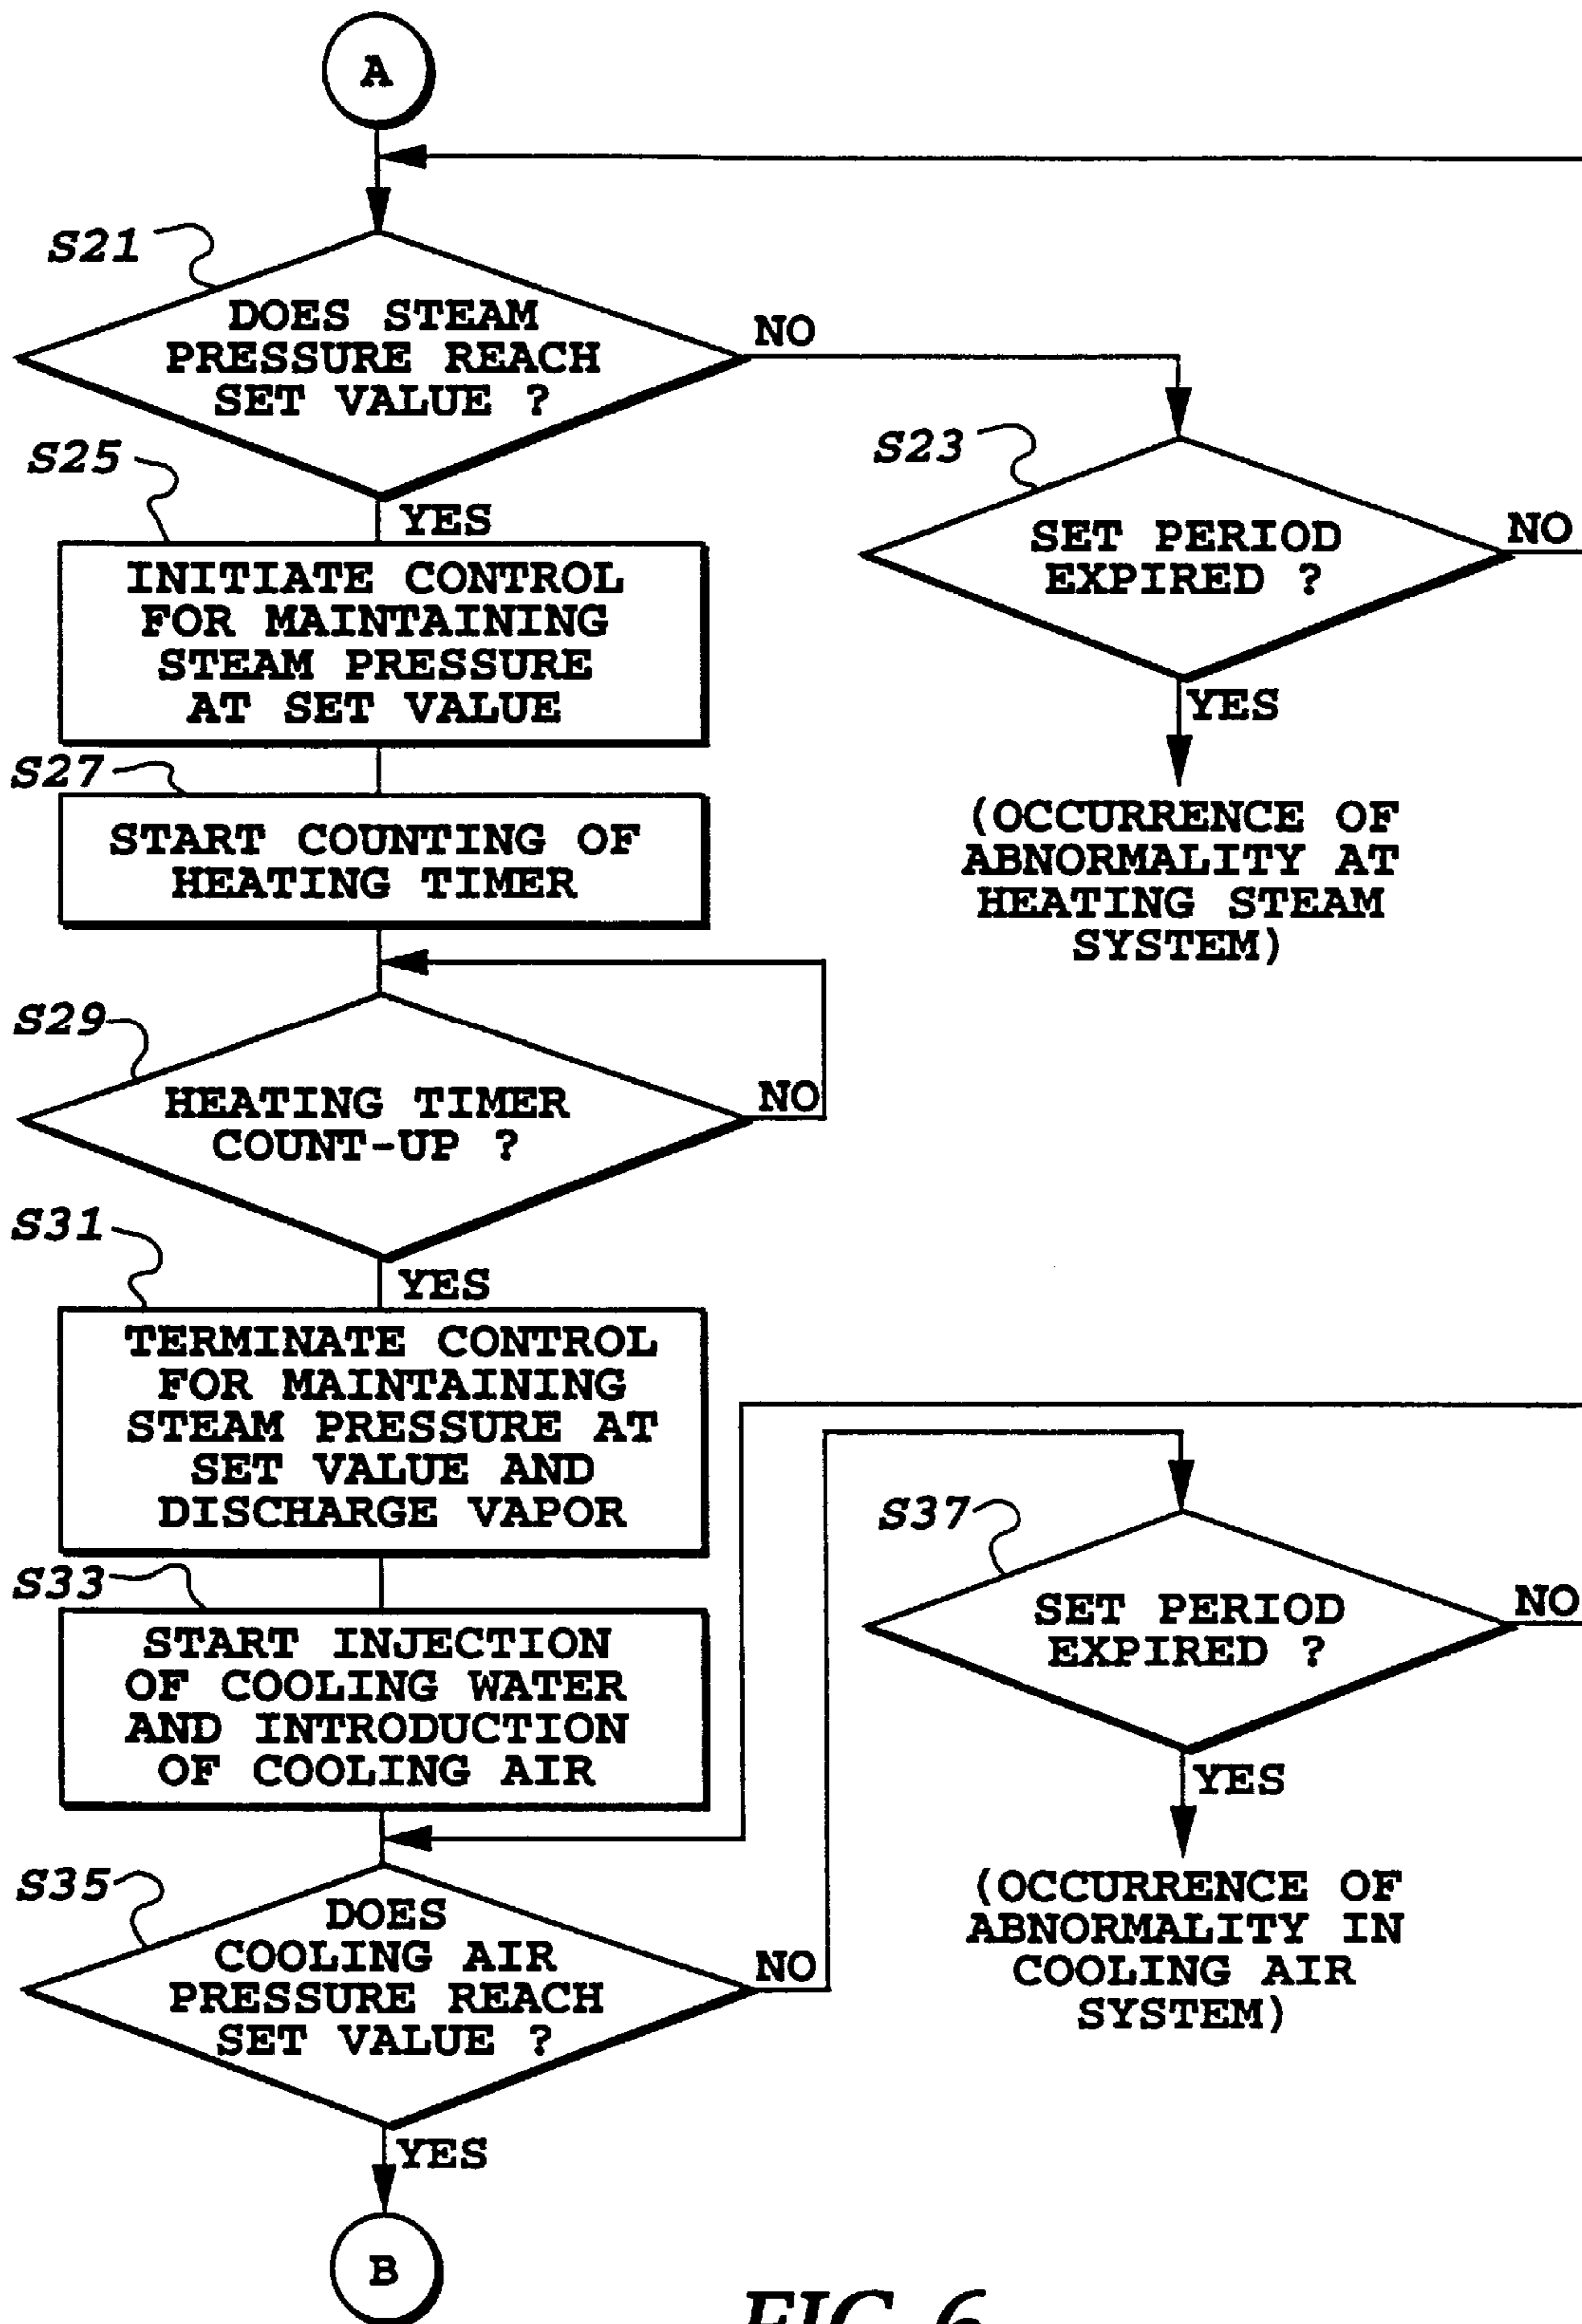 A
S21
DOES STEAM
PRESSURE REACH
SET VALUE ?
NO
S23
SET PERIOD
EXPIRED ?
NO
YES
(OCCURRENCE OF
ABNORMALITY AT
HEATING STEAM
SYSTEM)
YES
S25
INITIATE CONTROL
FOR MAINTAINING
STEAM PRESSURE
AT SET VALUE
S27
START COUNTING OF
HEATING TIMER
S29
HEATING TIMER
COUNT-UP ?
NO
YES
S31
TERMINATE CONTROL
FOR MAINTAINING
STEAM PRESSURE AT
SET VALUE AND
DISCHARGE VAPOR
S33
START INJECTION
OF COOLING WATER
AND INTRODUCTION
OF COOLING AIR
S35
DOES
COOLING AIR
PRESSURE REACH
SET VALUE ?
NO
S37
SET PERIOD
EXPIRED ?
NO
YES
(OCCURRENCE OF
ABNORMALITY IN
COOLING AIR
SYSTEM)
YES
B
FIG. 6